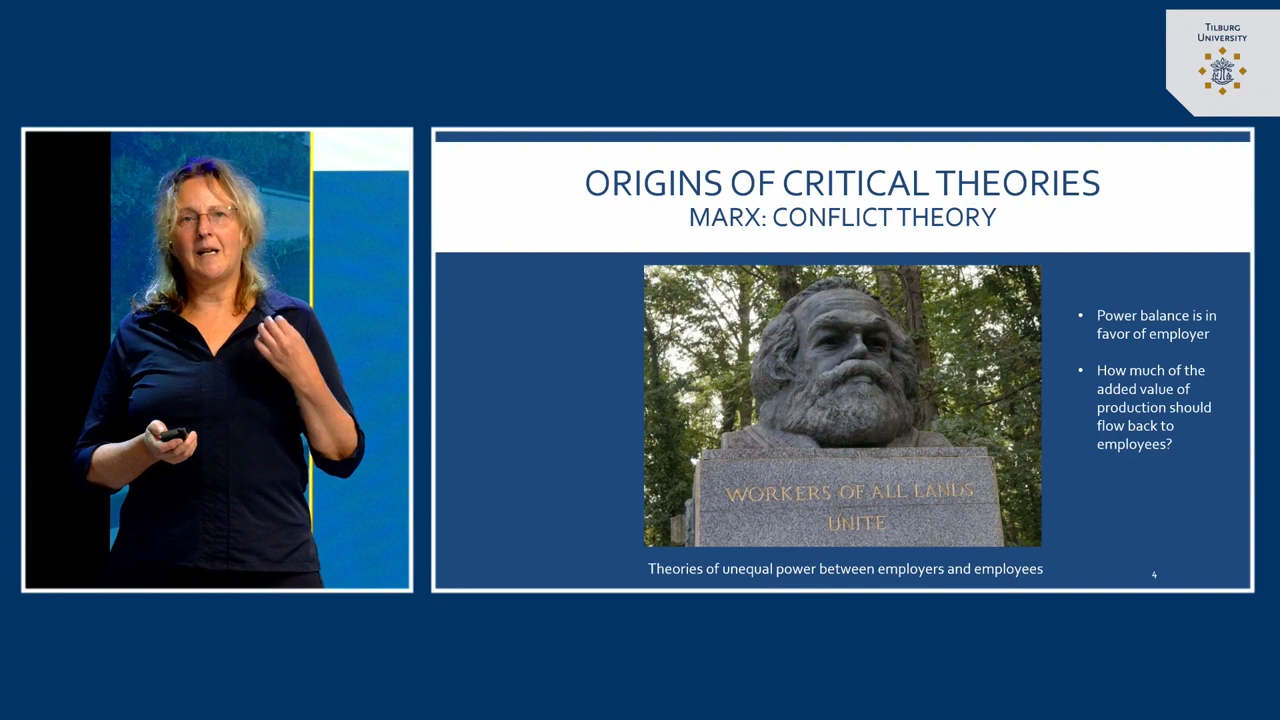 TILBURG
UNIVERSITY
ORIGINS OF CRITICAL THEORIES
MARX: CONFLICT THEORY
WORKERS OF ALL LANDS
UNITE
• Power balance is in
favor of employer
• How much of the
added value of
production should
flow back to
employees?
Theories of unequal power between employers and employees
4